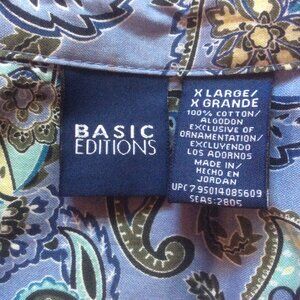 BASIC
EDITIONS
X LARGE/
X GRANDE
100% COTTON/
ALGODON
EXCLUSIVE OF
ORNAMENTATION/
EXCLUYENDO
LOS ADORNOS
MADE IN/
HECHO EN
JORDAN
UPC 795014085609
SEAS: 2805